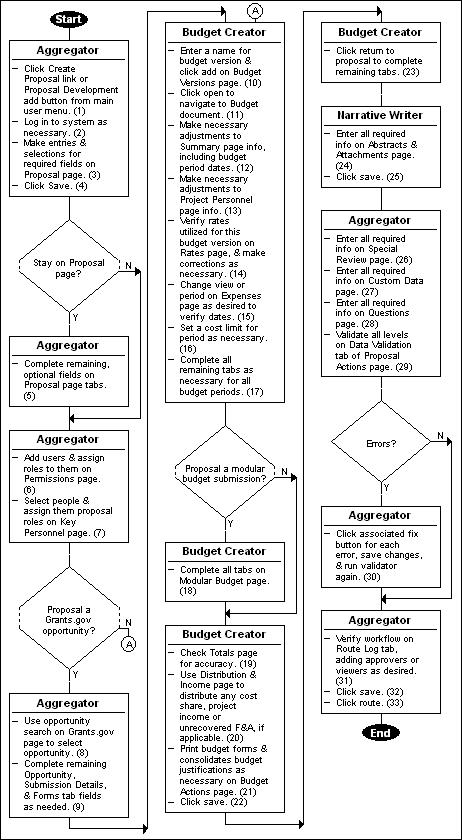 Start
Aggregator
– Click Create
Proposal link or
Proposal Development
add button from main
user menu. (1)
– Log in to system as
necessary. (2)
– Make entries &
selections for
required fields on
Proposal page. (3)
– Click Save. (4)
Stay on Proposal
page?
N
Y
Aggregator
– Complete remaining,
optional fields on
Proposal page tabs.
(5)
Aggregator
– Add users & assign
roles to them on
Permissions page.
(6)
– Select people &
assign them proposal
roles on Key
Personnel page. (7)
Proposal a
Grants.gov
opportunity?
N
A
Y
Aggregator
– Use opportunity
search on Grants.gov
page to select
opportunity. (8)
– Complete remaining
Opportunity,
Submission Details,
& Forms tab fields
as needed. (9)
A
Budget Creator
– Enter a name for
budget version &
click add on Budget
Versions page. (10)
– Click open to
navigate to Budget
document. (11)
– Make necessary
adjustments to
Summary page info,
including budget
period dates. (12)
– Make necessary
adjustments to
Project Personnel
page info. (13)
– Verify rates
utilized for this
budget version on
Rates page, & make
corrections as
necessary. (14)
– Change view or
period on Expenses
page as desired to
verify dates. (15)
– Set a cost limit for
period as necessary.
(16)
– Complete all
remaining tabs as
necessary for all
budget periods. (17)
Proposal a modular
budget submission?
N
Y
Budget Creator
– Complete all tabs on
Modular Budget page.
(18)
Budget Creator
– Check Totals page
for accuracy. (19)
– Use Distribution &
Income page to
distribute any cost
share, project
income or
unrecovered F&A, if
applicable. (20)
– Print budget forms &
consolidates budget
justifications as
necessary on Budget
Actions page. (21)
– Click save. (22)
Budget Creator
– Click return to
proposal to complete
remaining tabs. (23)
Narrative Writer
– Enter all required
info on Abstracts &
Attachments page.
(24)
– Click save. (25)
Aggregator
– Enter all required
info on Special
Review page. (26)
– Enter all required
info on Custom Data
page. (27)
– Enter all required
info on Questions
page. (28)
– Validate all levels
on Data Validation
tab of Proposal
Actions page. (29)
Errors?
N
Y
Aggregator
– Click associated fix
button for each
error, save changes,
& run validator
again. (30)
Aggregator
– Verify workflow on
Route Log tab,
adding approvers or
viewers as desired.
(31)
– Click save. (32)
– Click route. (33)
End